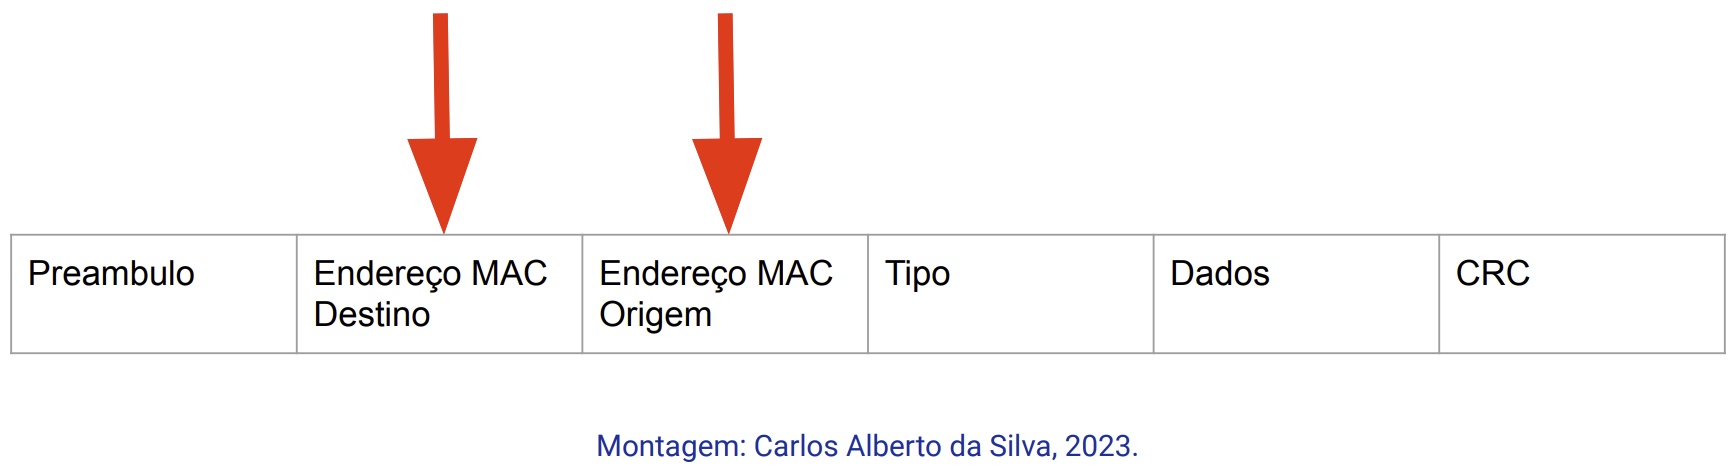 Preambulo
Endereço MAC
Destino
Endereço MAC
Origem
Tipo
Dados
CRC
Montagem: Carlos Alberto da Silva, 2023.